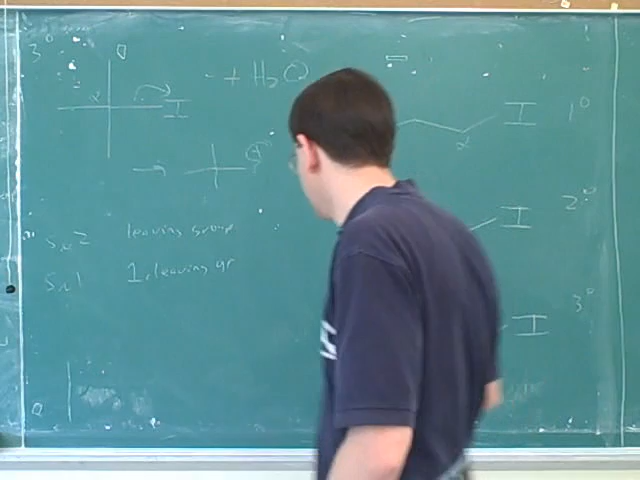 3°
+ H2O
α I
I 1°
α
I 2°
SN2 leaving group
SN1 1. leaving gr
I 3°